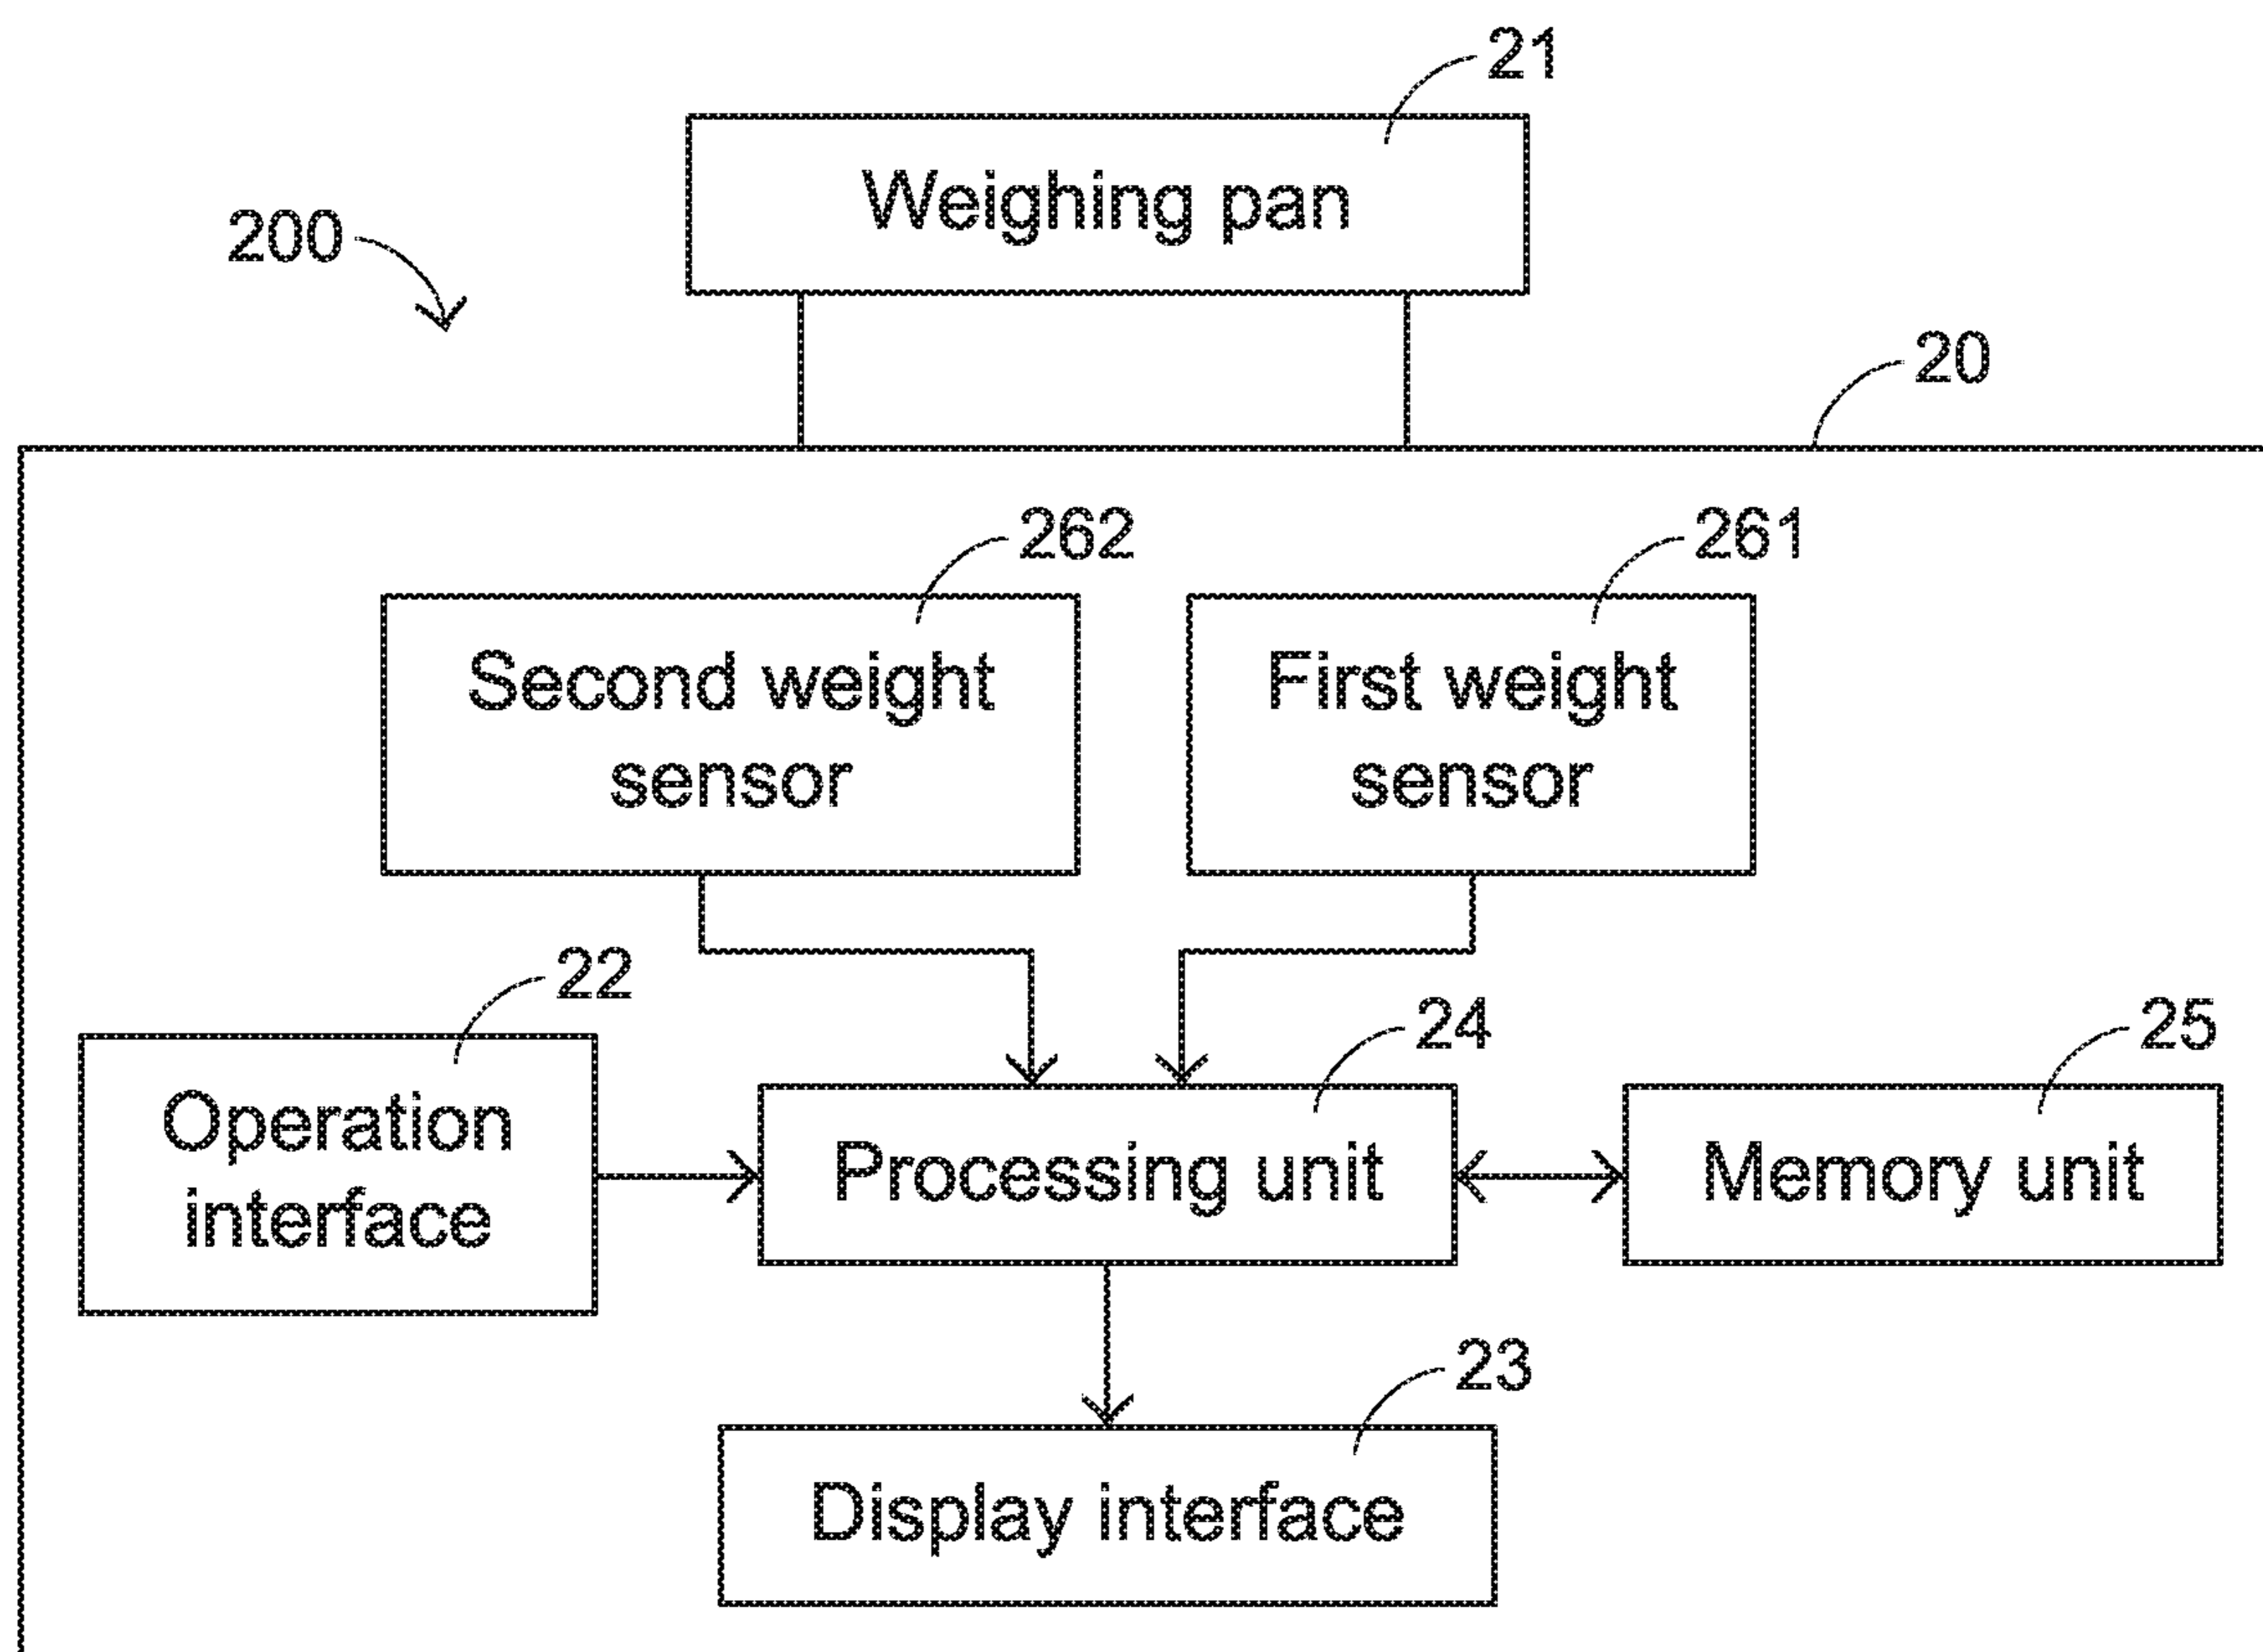 21
Weighing pan
200
20
262
261
Second weight
sensor
First weight
sensor
22
24
25
Operation
interface
Processing unit
Memory unit
23
Display interface